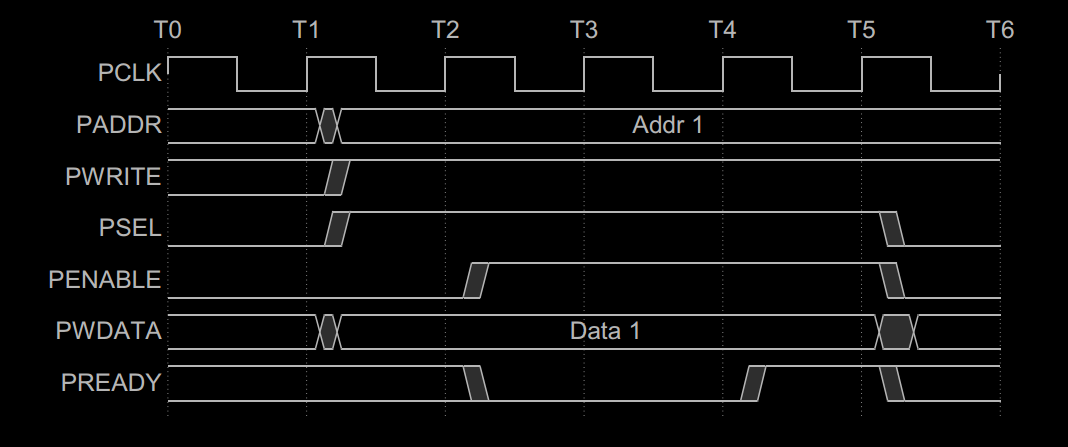 T0 T1 T2 T3 T4 T5 T6
PCLK
PADDR Addr 1
PWRITE
PSEL
PENABLE
PWDATA Data 1
PREADY